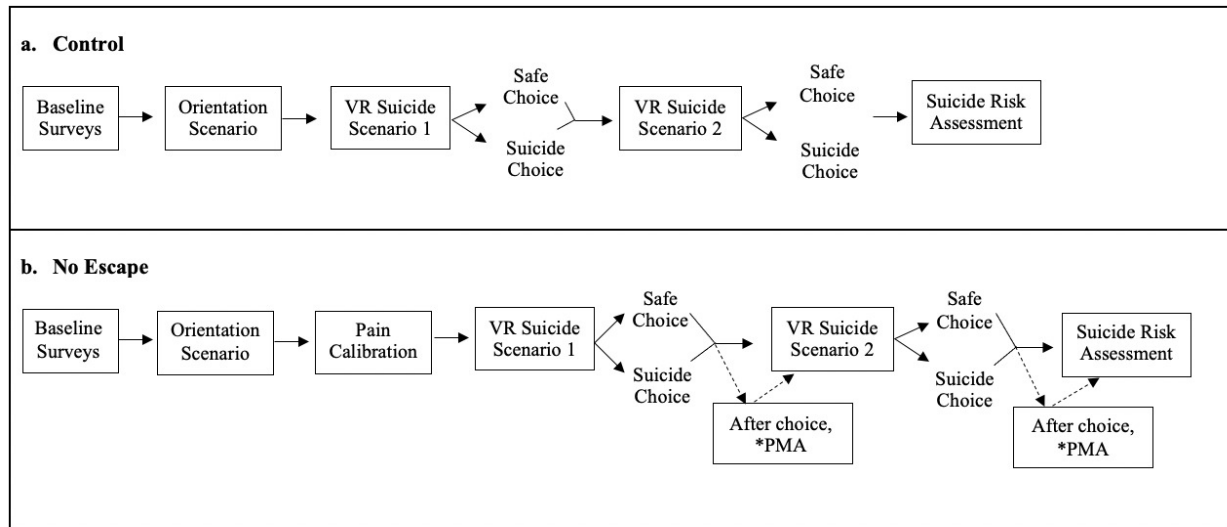 a. Control
Baseline
Surveys
Orientation
Scenario
VR Suicide
Scenario 1
Safe
Choice
Suicide
Choice
VR Suicide
Scenario 2
Safe
Choice
Suicide
Choice
Suicide Risk
Assessment
b. No Escape
Baseline
Surveys
Orientation
Scenario
Pain
Calibration
VR Suicide
Scenario 1
Safe
Choice
Suicide
Choice
After choice,
*PMA
VR Suicide
Scenario 2
Safe
Choice
Suicide
Choice
After choice,
*PMA
Suicide Risk
Assessment